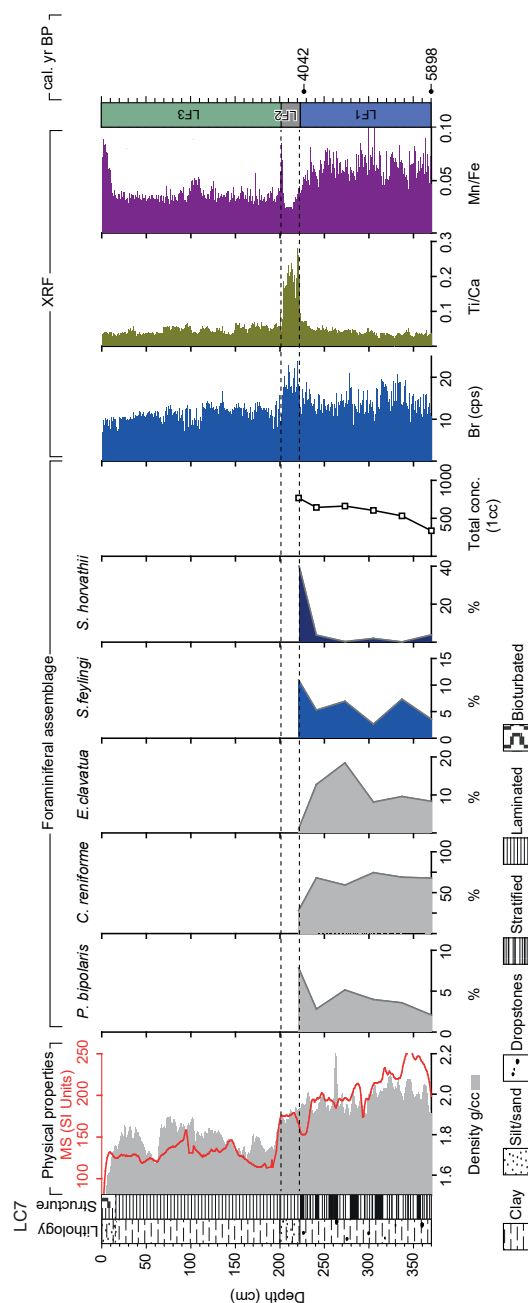 LC7
Lithology
Structure
Physical properties
MS (SI Units)
100 150 200 250
Density g/cc
1.6 1.8 2.0 2.2
Foraminiferal assemblage
P. bipolaris
0 5 10
%
C. reniforme
50 100
%
E.clavatua
10 20
%
S.feylingi
0 5 10 15
%
S. horvathii
20 40
%
500 1000
Total conc.
(1cc)
XRF
10 20
Br (cps)
0.1 0.2 0.3
Ti/Ca
0.05 0.10
Mn/Fe
LF3
LF2
LF1
cal. yr BP
4042
5898
0 50 100 150 200 250 300 350
Depth (cm)
Clay
Silt/sand
Dropstones
Stratified
Laminated
Bioturbated